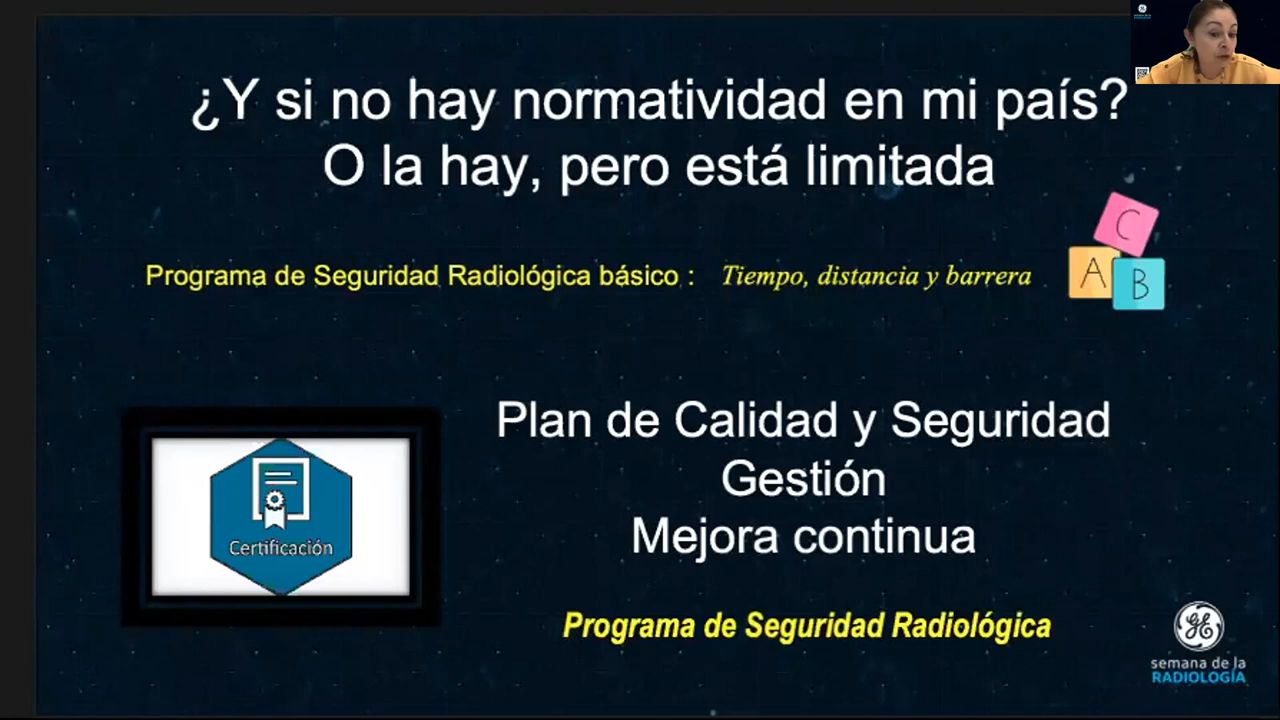 ¿Y si no hay normatividad en mi país?
O la hay, pero está limitada
Programa de Seguridad Radiológica básico : Tiempo, distancia y barrera
C
A B
Plan de Calidad y Seguridad
Gestión
Mejora continua
Certificación
Programa de Seguridad Radiológica
GE
semana de la
RADIOLOGÍA